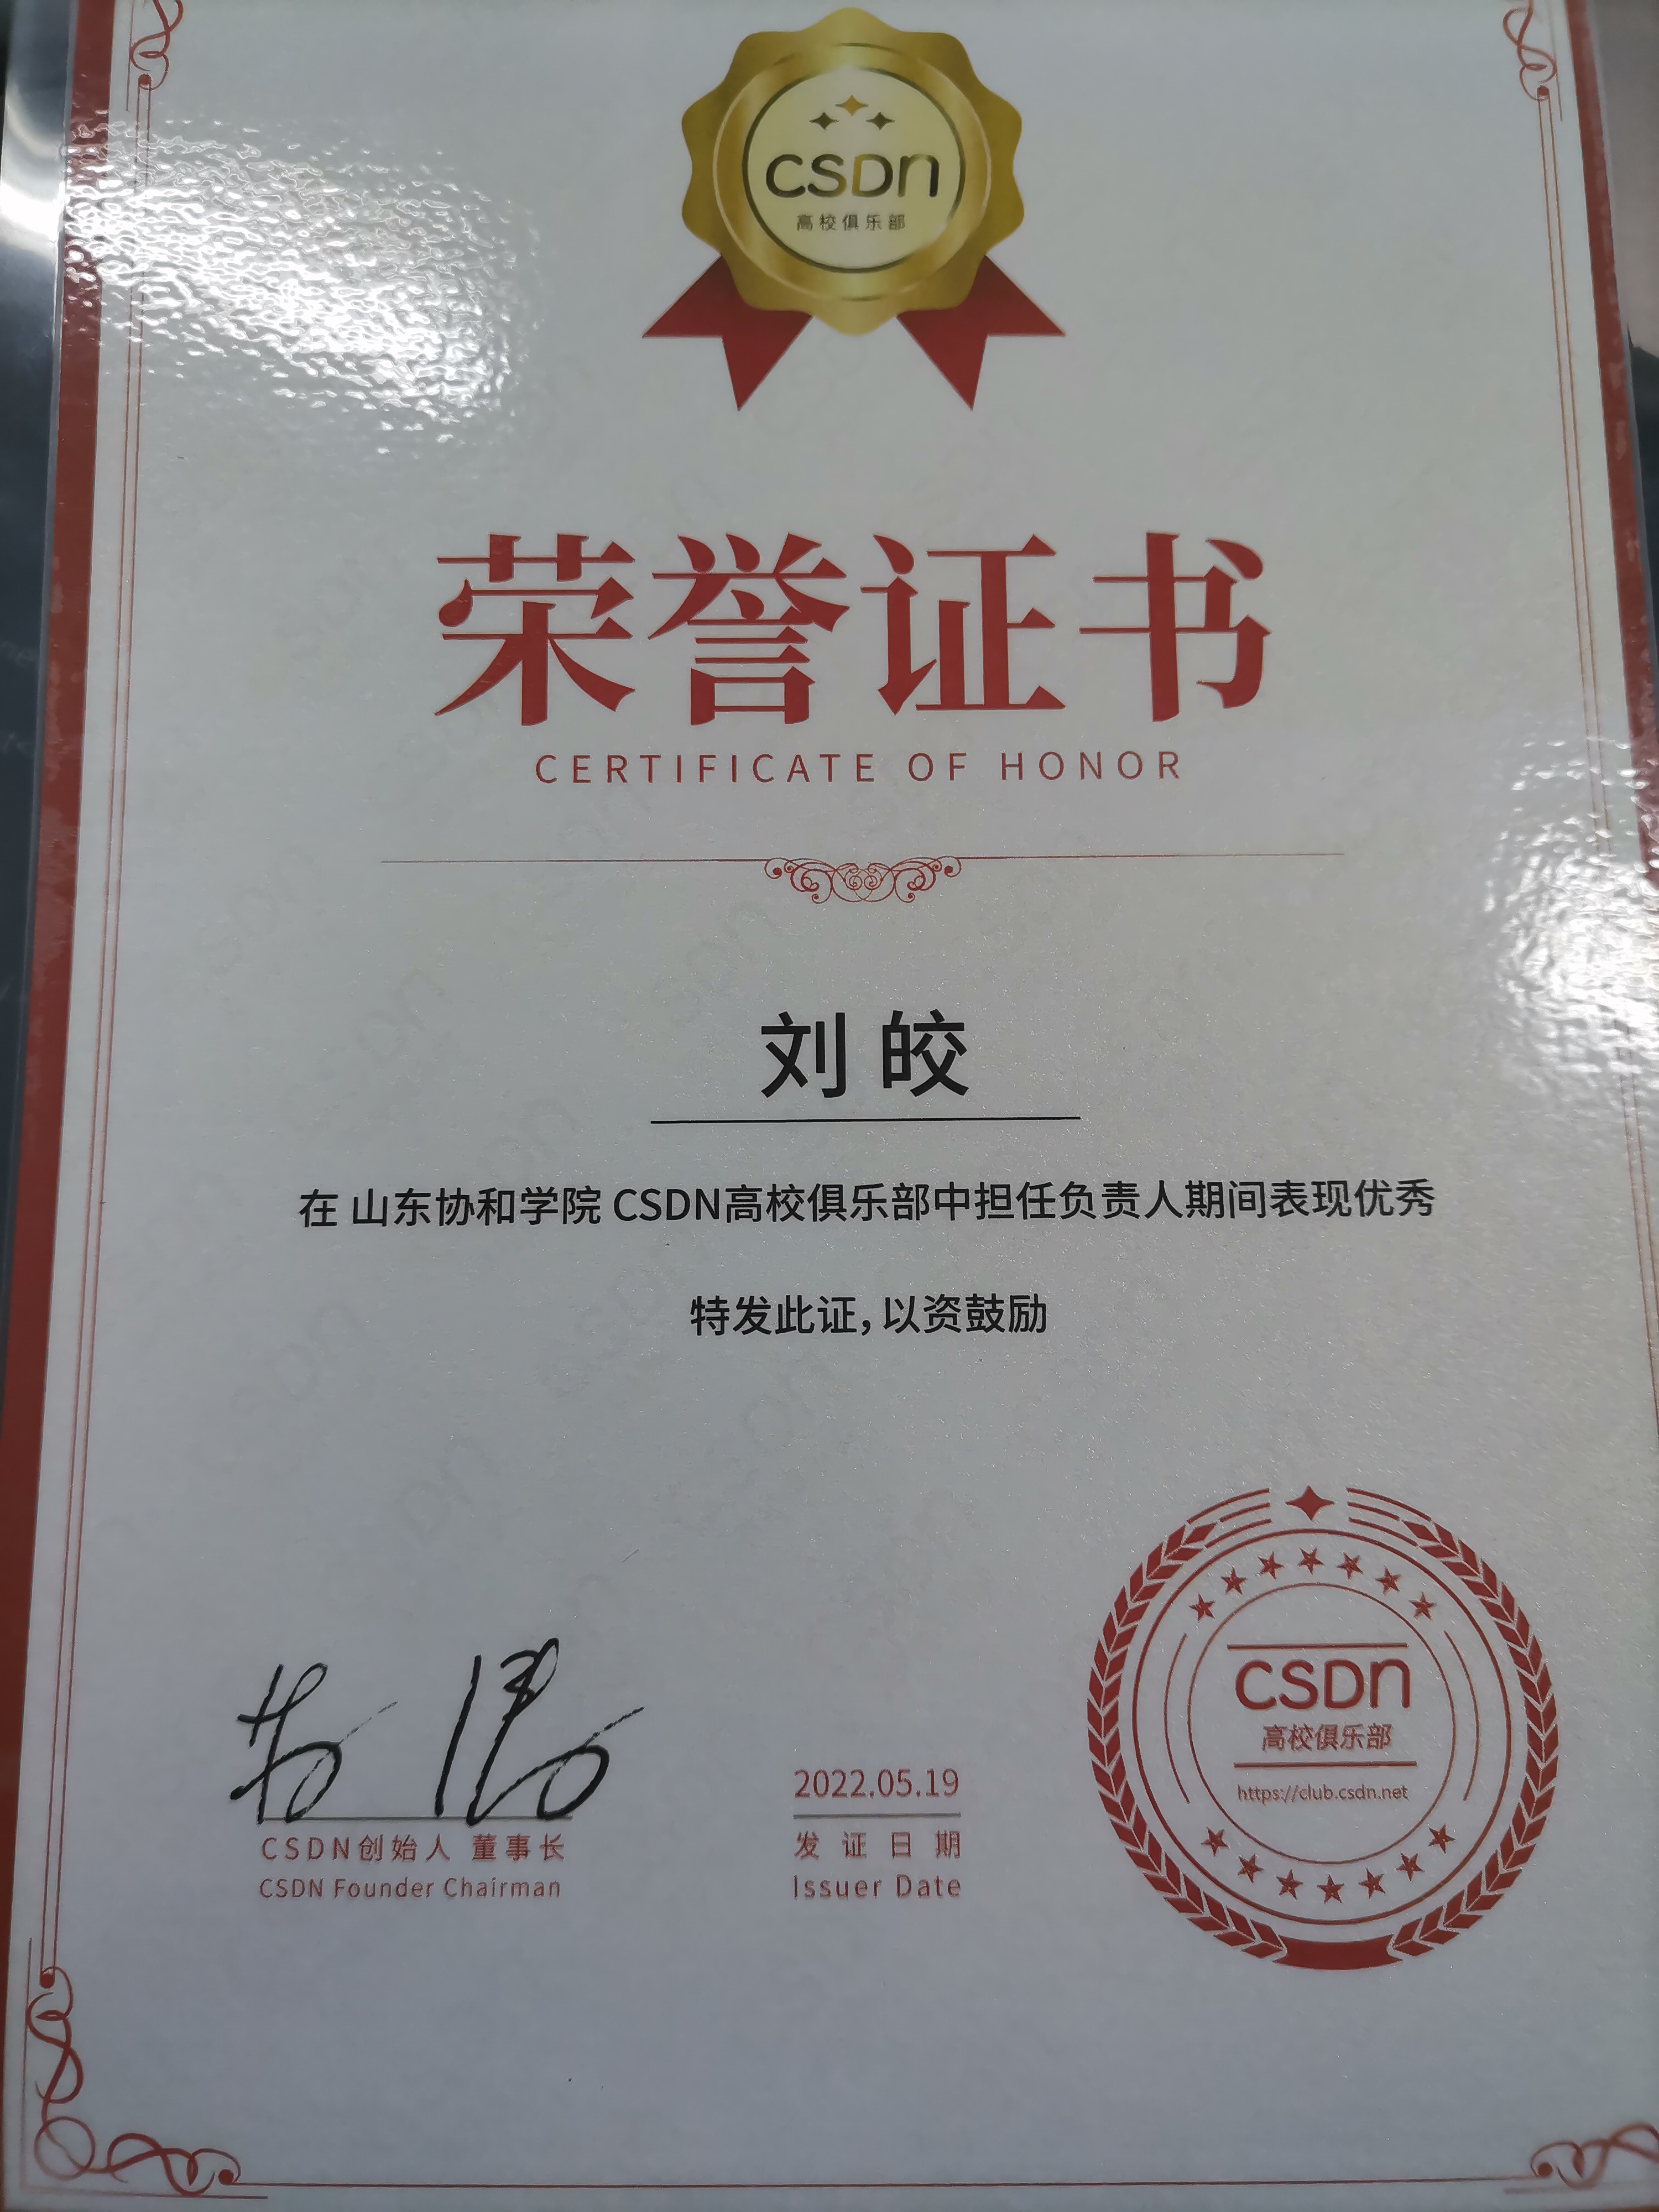 CSDN
高校俱乐部
荣誉证书
CERTIFICATE OF HONOR
刘皎
在 山东协和学院 CSDN高校俱乐部中担任负责人期间表现优秀
特发此证，以资鼓励
CSDN创始人 董事长
CSDN Founder Chairman
2022.05.19
发证日期
Issuer Date
CSDN
高校俱乐部
https://club.csdn.net